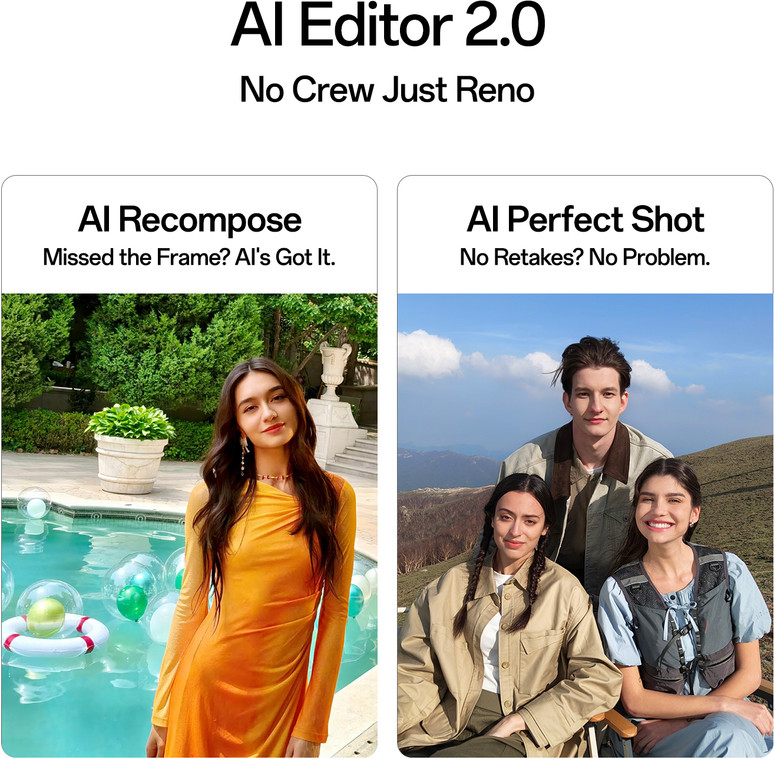 AI Editor 2.0
No Crew Just Reno
AI Recompose
Missed the Frame? AI's Got It.
AI Perfect Shot
No Retakes? No Problem.